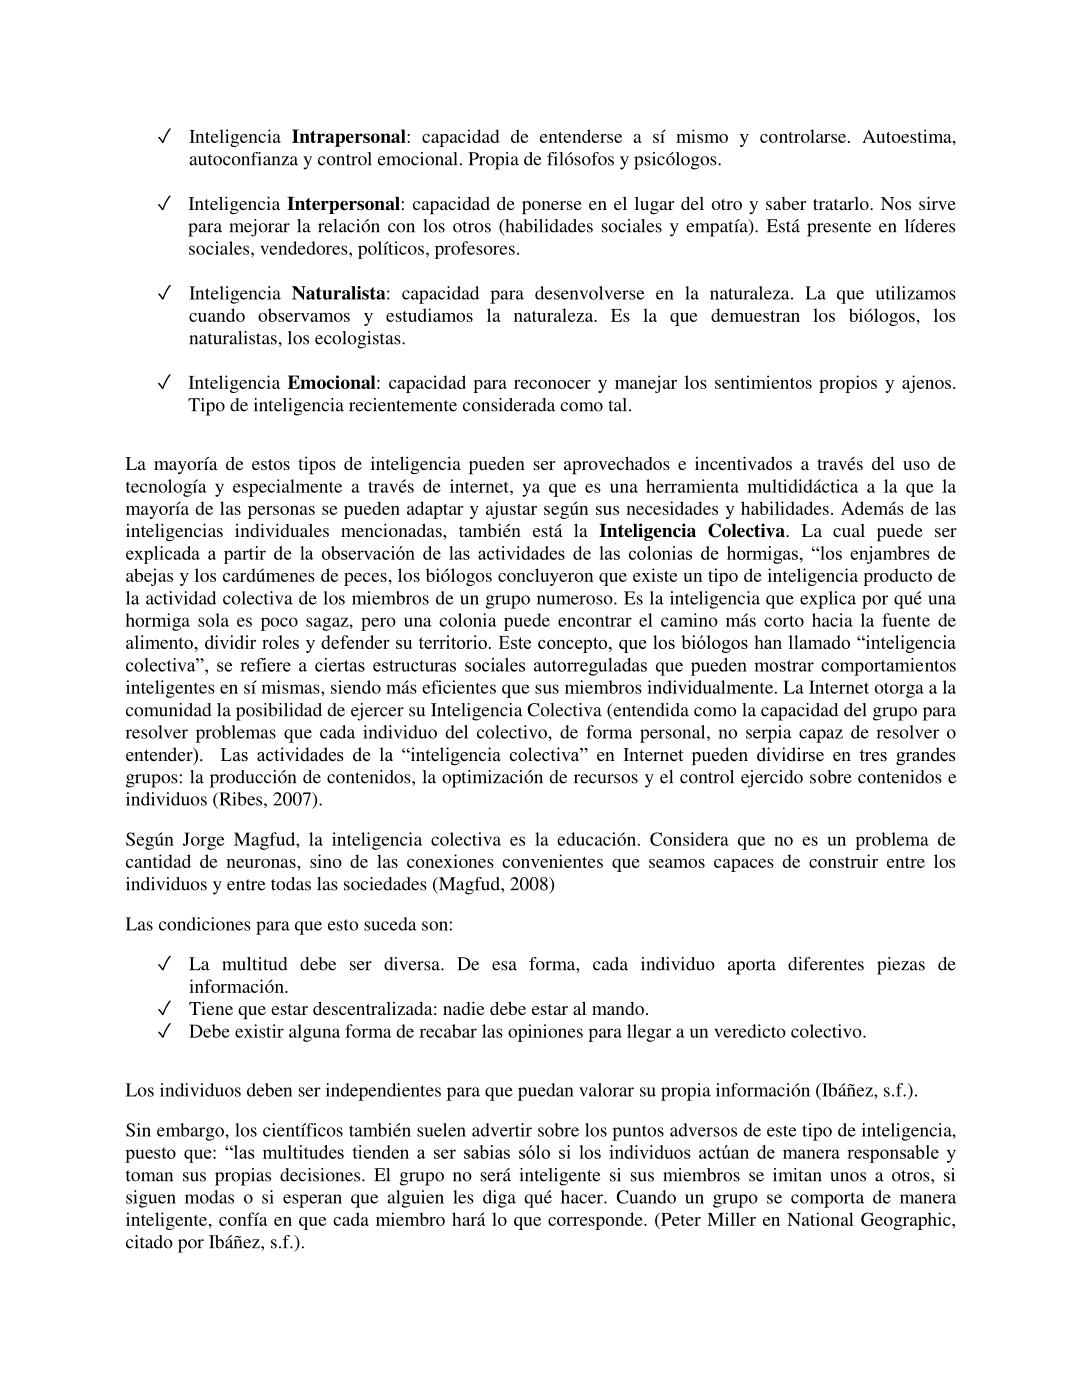 ✓ Inteligencia Intrapersonal: capacidad de entenderse a sí mismo y controlarse. Autoestima,
autoconfianza y control emocional. Propia de filósofos y psicólogos.
✓ Inteligencia Interpersonal: capacidad de ponerse en el lugar del otro y saber tratarlo. Nos sirve
para mejorar la relación con los otros (habilidades sociales y empatía). Está presente en líderes
sociales, vendedores, políticos, profesores.
✓ Inteligencia Naturalista: capacidad para desenvolverse en la naturaleza. La que utilizamos
cuando observamos y estudiamos la naturaleza. Es la que demuestran los biólogos, los
naturalistas, los ecologistas.
✓ Inteligencia Emocional: capacidad para reconocer y manejar los sentimientos propios y ajenos.
Tipo de inteligencia recientemente considerada como tal.
La mayoría de estos tipos de inteligencia pueden ser aprovechados e incentivados a través del uso de
tecnología y especialmente a través de internet, ya que es una herramienta multididáctica a la que la
mayoría de las personas se pueden adaptar y ajustar según sus necesidades y habilidades. Además de las
inteligencias individuales mencionadas, también está la Inteligencia Colectiva. La cual puede ser
explicada a partir de la observación de las actividades de las colonias de hormigas, “los enjambres de
abejas y los cardúmenes de peces, los biólogos concluyeron que existe un tipo de inteligencia producto de
la actividad colectiva de los miembros de un grupo numeroso. Es la inteligencia que explica por qué una
hormiga sola es poco sagaz, pero una colonia puede encontrar el camino más corto hacia la fuente de
alimento, dividir roles y defender su territorio. Este concepto, que los biólogos han llamado “inteligencia
colectiva”, se refiere a ciertas estructuras sociales autorreguladas que pueden mostrar comportamientos
inteligentes en sí mismas, siendo más eficientes que sus miembros individualmente. La Internet otorga a la
comunidad la posibilidad de ejercer su Inteligencia Colectiva (entendida como la capacidad del grupo para
resolver problemas que cada individuo del colectivo, de forma personal, no serpia capaz de resolver o
entender). Las actividades de la “inteligencia colectiva” en Internet pueden dividirse en tres grandes
grupos: la producción de contenidos, la optimización de recursos y el control ejercido sobre contenidos e
individuos (Ribes, 2007).
Según Jorge Magfud, la inteligencia colectiva es la educación. Considera que no es un problema de
cantidad de neuronas, sino de las conexiones convenientes que seamos capaces de construir entre los
individuos y entre todas las sociedades (Magfud, 2008)
Las condiciones para que esto suceda son:
✓ La multitud debe ser diversa. De esa forma, cada individuo aporta diferentes piezas de
información.
✓ Tiene que estar descentralizada: nadie debe estar al mando.
✓ Debe existir alguna forma de recabar las opiniones para llegar a un veredicto colectivo.
Los individuos deben ser independientes para que puedan valorar su propia información (Ibáñez, s.f.).
Sin embargo, los científicos también suelen advertir sobre los puntos adversos de este tipo de inteligencia,
puesto que: “las multitudes tienden a ser sabias sólo si los individuos actúan de manera responsable y
toman sus propias decisiones. El grupo no será inteligente si sus miembros se imitan unos a otros, si
siguen modas o si esperan que alguien les diga qué hacer. Cuando un grupo se comporta de manera
inteligente, confía en que cada miembro hará lo que corresponde. (Peter Miller en National Geographic,
citado por Ibáñez, s.f.).